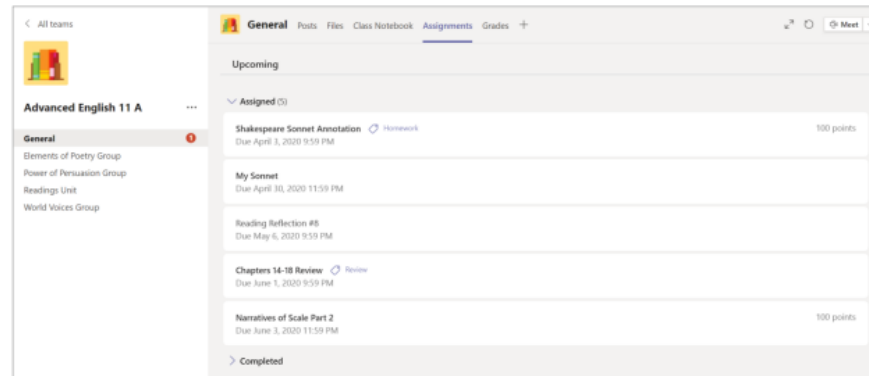 All teams
Advanced English 11 A
General
1
Elements of Poetry Group
Power of Persuasion Group
Readings Unit
World Voices Group
General Posts Files Class Notebook Assignments Grades
Meet
Upcoming
Assigned (5)
Shakespeare Sonnet Annotation Homework
100 points
Due April 3, 2020 9:59 PM
My Sonnet
Due April 30, 2020 11:59 PM
Reading Reflection #6
Due May 6, 2020 9:59 PM
Chapters 14-18 Review Review
Due June 1, 2020 9:59 PM
Narratives of Scale Part 2
100 points
Due June 3, 2020 11:59 PM
Completed